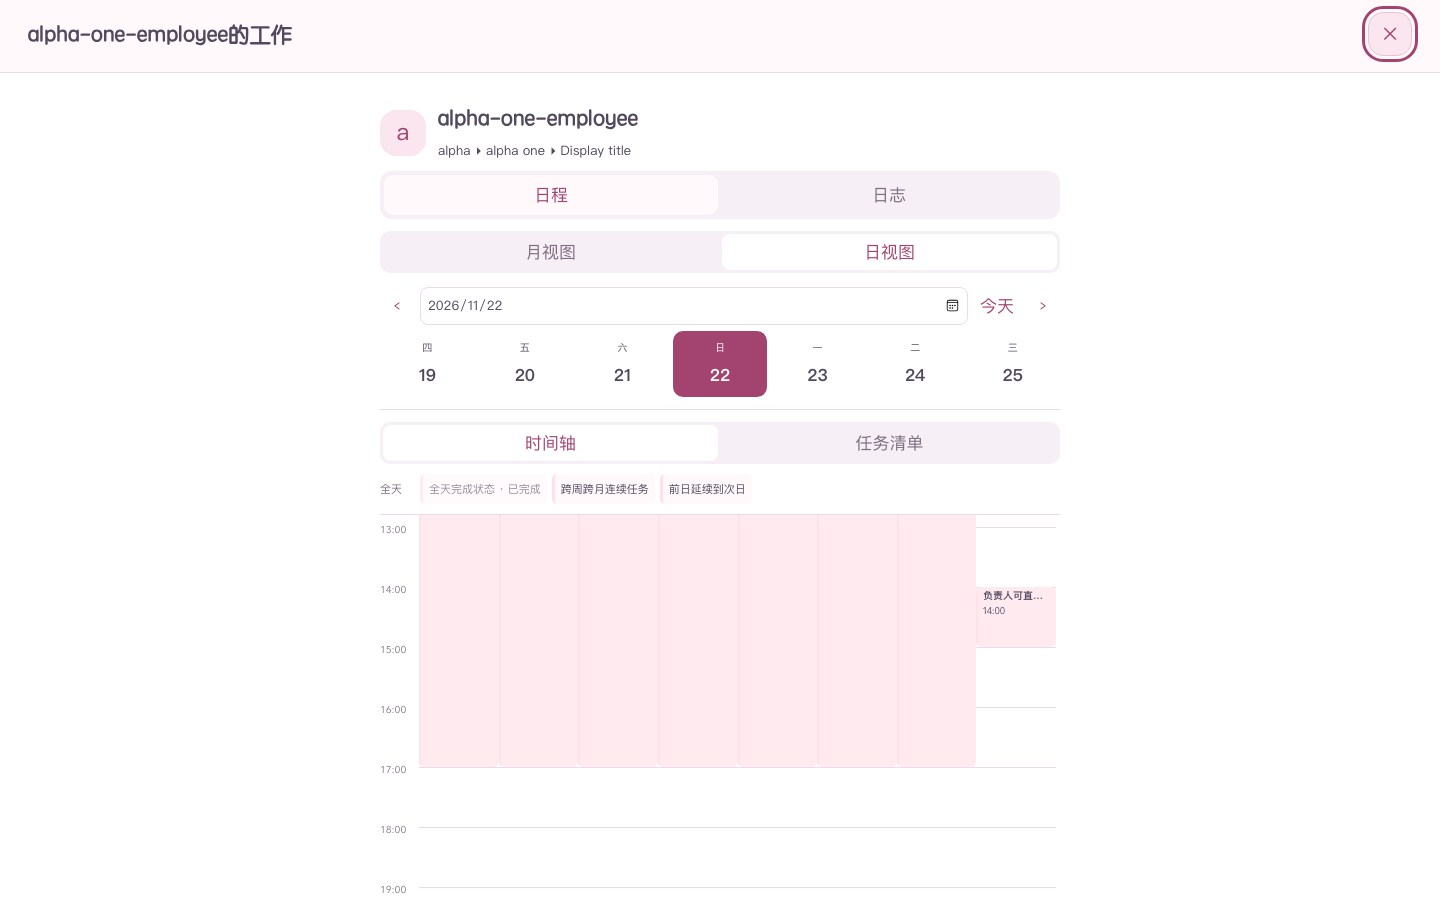 alpha-one-employee的工作
a
alpha-one-employee
alpha ▸ alpha one ▸ Display title
日程 日志
月视图 日视图
2026/11/22 今天
四 五 六 日 一 二 三
19 20 21 22 23 24 25
时间轴 任务清单
全天 全天完成状态 · 已完成 跨周跨月连续任务 前日延续到次日
13:00
14:00 负责人可直...
14:00
15:00
16:00
17:00
18:00
19:00